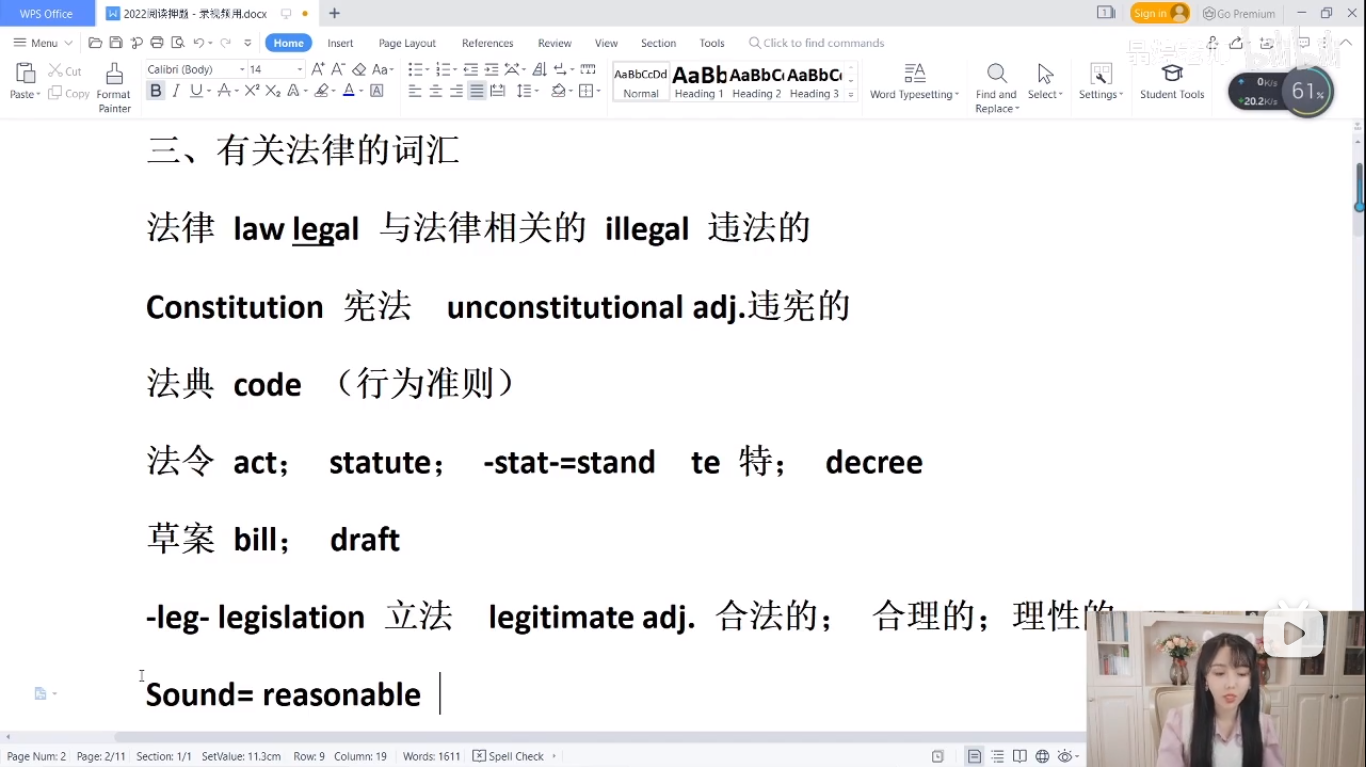 WPS Office 2022阅读押题 - 录视频用.docx + 1 Sign in Go Premium
Menu Home Insert Page Layout References Review View Section Tools Click to find commands
Paste Cut Copy Format Painter Calibri (Body) 14 AaBbCcDd Normal AaBb Heading 1 AaBbC Heading 2 AaBbC Heading 3 Word Typesetting Find and Replace Select Settings Student Tools
0K/s
20.2K/s
61%
三、有关法律的词汇
法律 law legal 与法律相关的 illegal 违法的
Constitution 宪法 unconstitutional adj.违宪的
法典 code （行为准则）
法令 act； statute； -stat-=stand te 特； decree
草案 bill； draft
-leg- legislation 立法 legitimate adj. 合法的； 合理的；理性的
Sound= reasonable
Page Num: 2 Page: 2/11 Section: 1/1 SetValue: 11.3cm Row: 9 Column: 19 Words: 1611 Spell Check